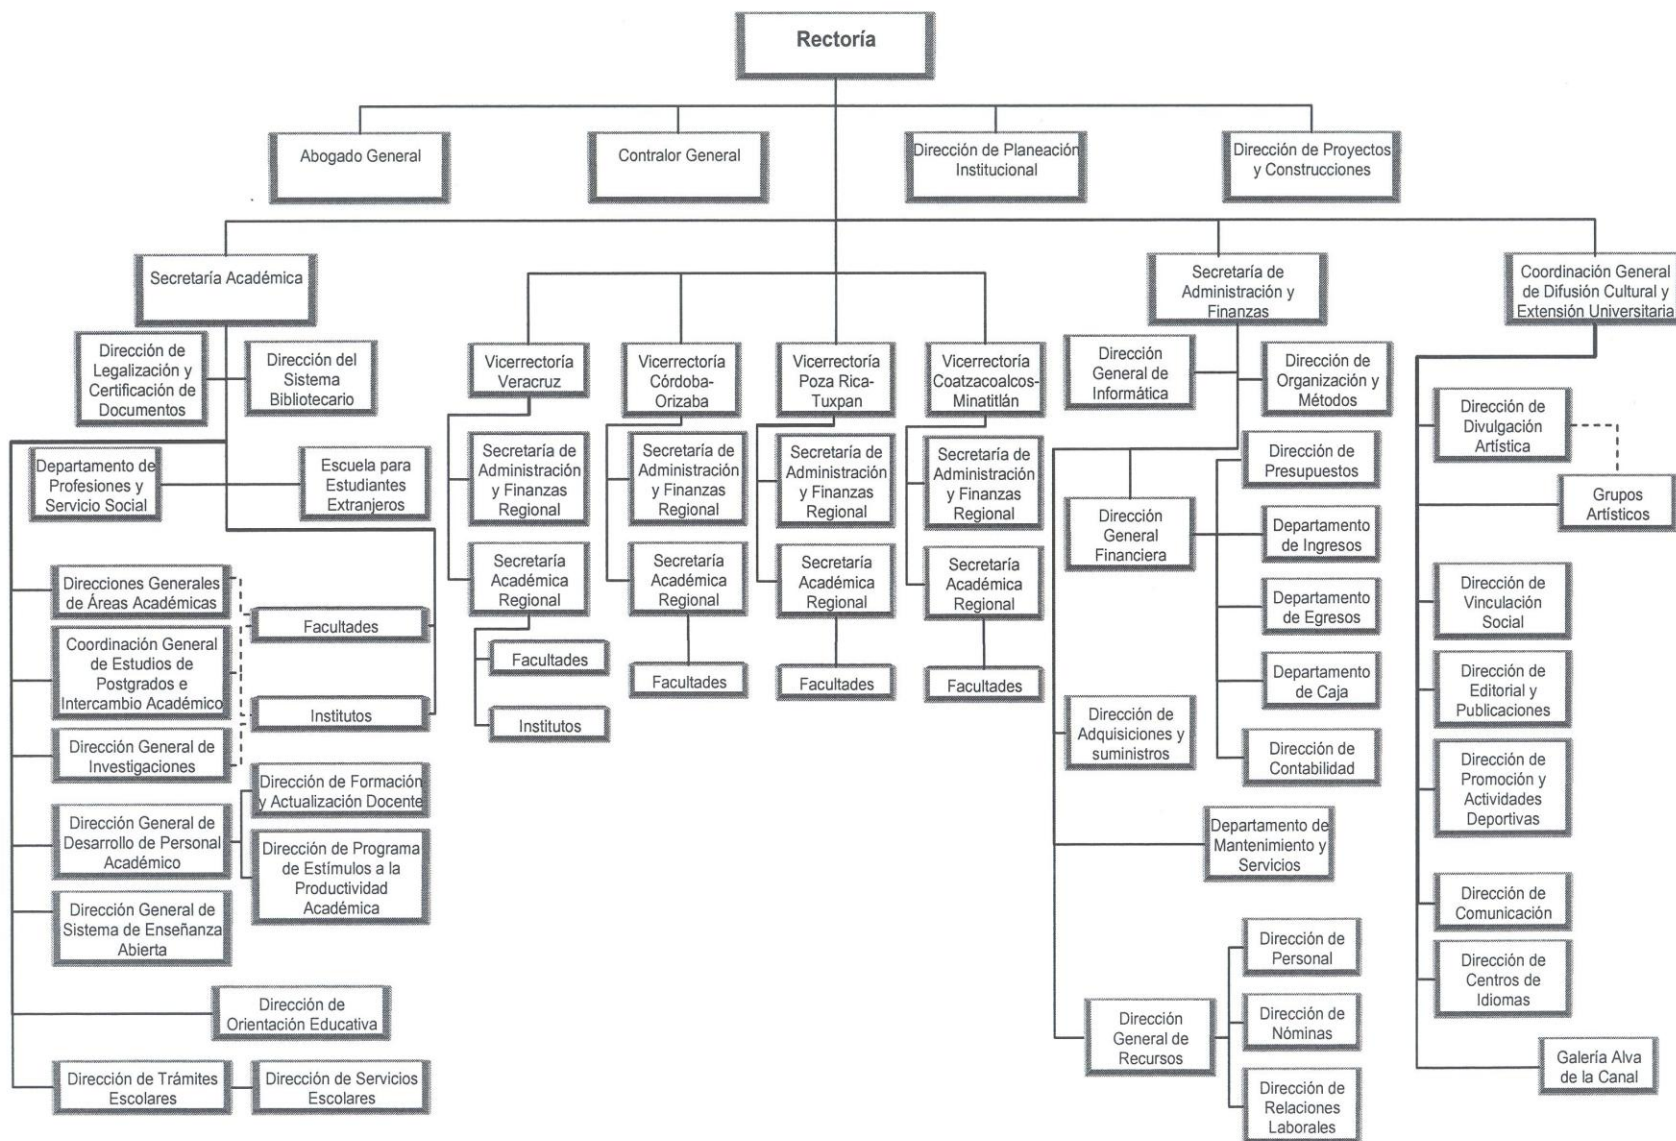 Rectoría
Abogado General
Contralor General
Dirección de Planeación
Institucional
Dirección de Proyectos
y Construcciones
Secretaría Académica
Secretaría de
Administración y
Finanzas
Coordinación General
de Difusión Cultural y
Extensión Universitaria
Dirección de
Legalización y
Certificación de
Documentos
Dirección del
Sistema
Bibliotecario
Departamento de
Profesiones y
Servicio Social
Escuela para
Estudiantes
Extranjeros
Direcciones Generales
de Áreas Académicas
Facultades
Coordinación General
de Estudios de
Postgrados e
Intercambio Académico
Institutos
Dirección General de
Investigaciones
Dirección General de
Desarrollo de Personal
Académico
Dirección de Formación
y Actualización Docente
Dirección de Programa
de Estímulos a la
Productividad
Académica
Dirección General de
Sistema de Enseñanza
Abierta
Dirección de
Orientación Educativa
Dirección de Trámites
Escolares
Dirección de Servicios
Escolares
Vicerrectoría
Veracruz
Secretaría de
Administración
y Finanzas
Regional
Secretaría
Académica
Regional
Facultades
Institutos
Vicerrectoría
Córdoba-
Orizaba
Secretaría de
Administración
y Finanzas
Regional
Secretaría
Académica
Regional
Facultades
Vicerrectoría
Poza Rica-
Tuxpan
Secretaría de
Administración
y Finanzas
Regional
Secretaría
Académica
Regional
Facultades
Vicerrectoría
Coatzacoalcos-
Minatitlán
Secretaría de
Administración
y Finanzas
Regional
Secretaría
Académica
Regional
Facultades
Dirección
General de
Informática
Dirección de
Organización y
Métodos
Dirección
General
Financiera
Dirección de
Presupuestos
Departamento
de Ingresos
Departamento
de Egresos
Departamento
de Caja
Dirección de
Contabilidad
Dirección de
Adquisiciones y
suministros
Departamento de
Mantenimiento y
Servicios
Dirección
General de
Recursos
Dirección de
Personal
Dirección de
Nóminas
Dirección de
Relaciones
Laborales
Dirección de
Divulgación
Artística
Grupos
Artísticos
Dirección de
Vinculación
Social
Dirección de
Editorial y
Publicaciones
Dirección de
Promoción y
Actividades
Deportivas
Dirección de
Comunicación
Dirección de
Centros de
Idiomas
Galería Alva
de la Canal